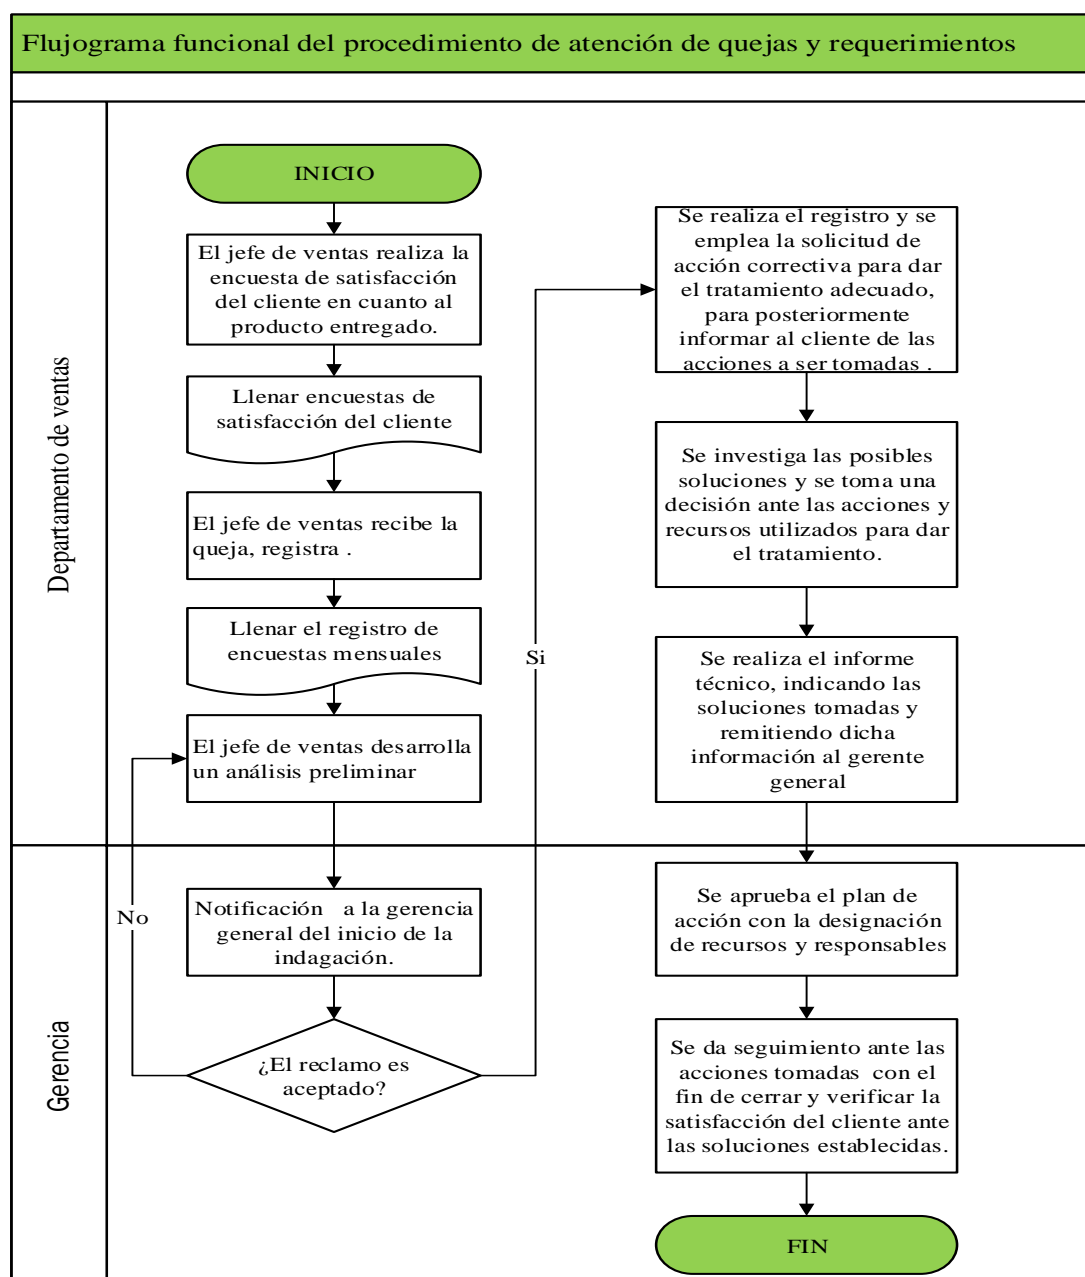 Flujograma funcional del procedimiento de atención de quejas y requerimientos
Departamento de ventas
INICIO
El jefe de ventas realiza la
encuesta de satisfacción
del cliente en cuanto al
producto entregado.
Llenar encuestas de
satisfacción del cliente
El jefe de ventas recibe la
queja, registra .
Llenar el registro de
encuestas mensuales
El jefe de ventas desarrolla
un análisis preliminar
Si
Se realiza el registro y se
emplea la solicitud de
acción correctiva para dar
el tratamiento adecuado,
para posteriormente
informar al cliente de las
acciones a ser tomadas .
Se investiga las posibles
soluciones y se toma una
decisión ante las acciones y
recursos utilizados para dar
el tratamiento.
Se realiza el informe
técnico, indicando las
soluciones tomadas y
remitiendo dicha
información al gerente
general
Gerencia
No
Notificación a la gerencia
general del inicio de la
indagación.
¿El reclamo es
aceptado?
Se aprueba el plan de
acción con la designación
de recursos y responsables
Se da seguimiento ante las
acciones tomadas con el
fin de cerrar y verificar la
satisfacción del cliente ante
las soluciones establecidas.
FIN